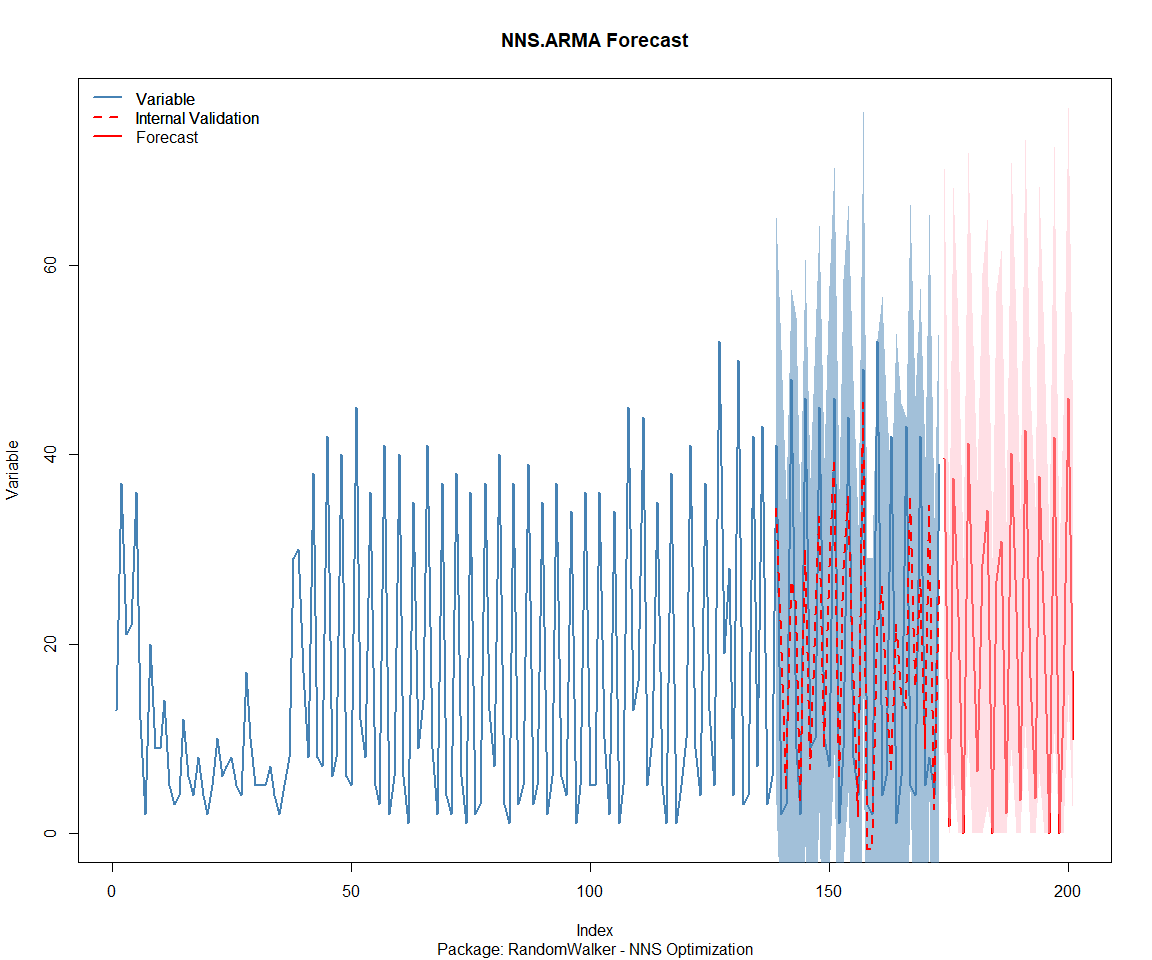 NNS.ARMA Forecast
Variable
Internal Validation
Forecast
Variable
60
40
20
0
0
50
100
150
200
Index
Package: RandomWalker - NNS Optimization